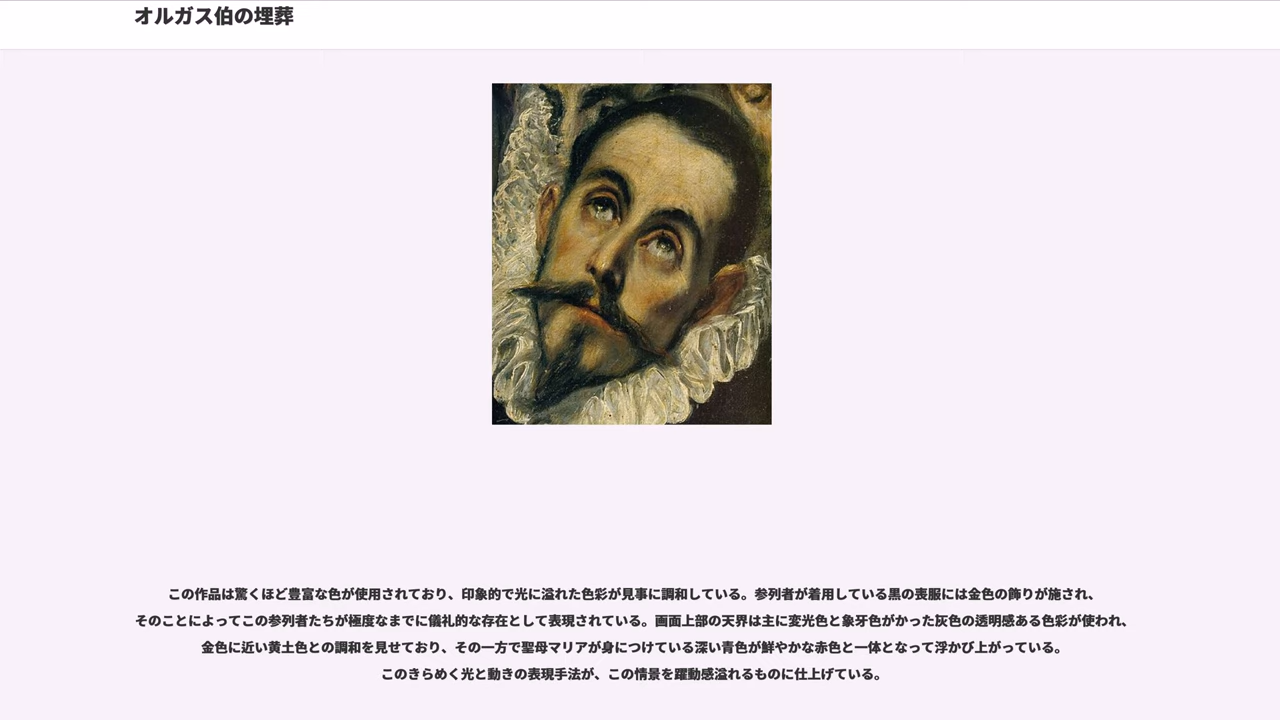 オルガス伯の埋葬
この作品は驚くほど豊富な色が使用されており、印象的で光に溢れた色彩が見事に調和している。参列者が着用している黒の喪服には金色の飾りが施され、
そのことによってこの参列者たちが極度なまでに儀礼的な存在として表現されている。画面上部の天界は主に変光色と象牙色がかった灰色の透明感ある色彩が使われ、
金色に近い黄土色との調和を見せており、その一方で聖母マリアが身につけている深い青色が鮮やかな赤色と一体となって浮かび上がっている。
このきらめく光と動きの表現手法が、この情景を躍動感溢れるものに仕上げている。